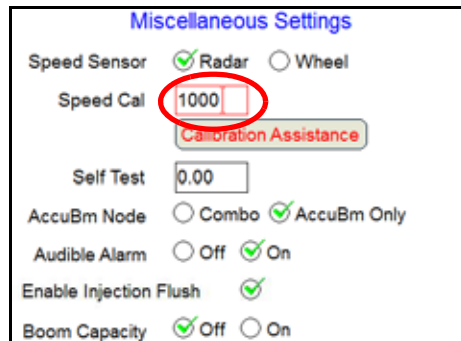 Miscellaneous Settings
Speed Sensor Radar Wheel
Speed Cal 1000
Calibration Assistance
Self Test 0.00
AccuBm Node Combo AccuBm Only
Audible Alarm Off On
Enable Injection Flush
Boom Capacity Off On